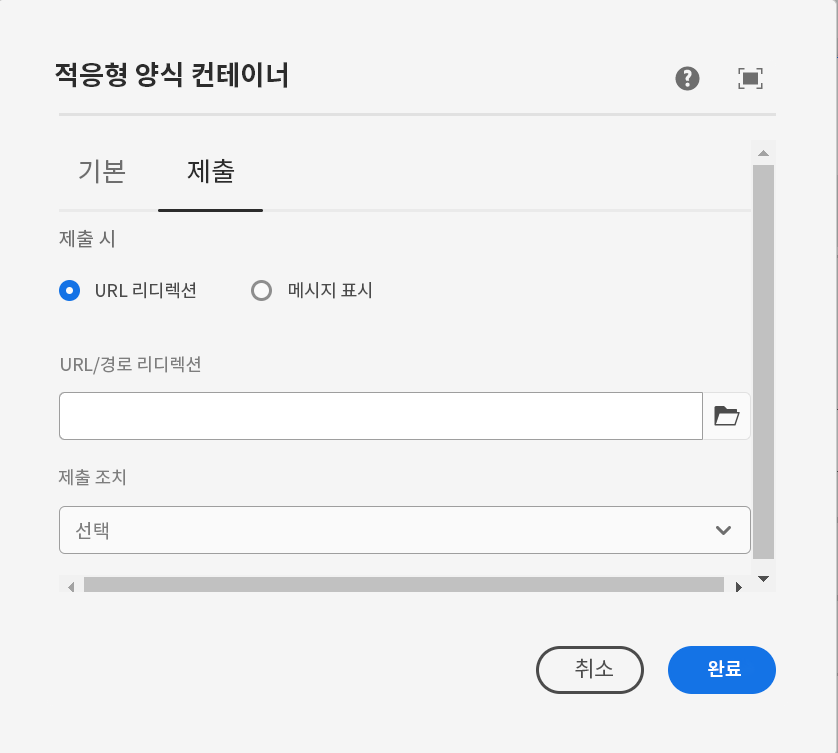 적응형 양식 컨테이너
기본 제출
제출 시
URL 리디렉션 메시지 표시
URL/경로 리디렉션
제출 조치
선택
취소 완료